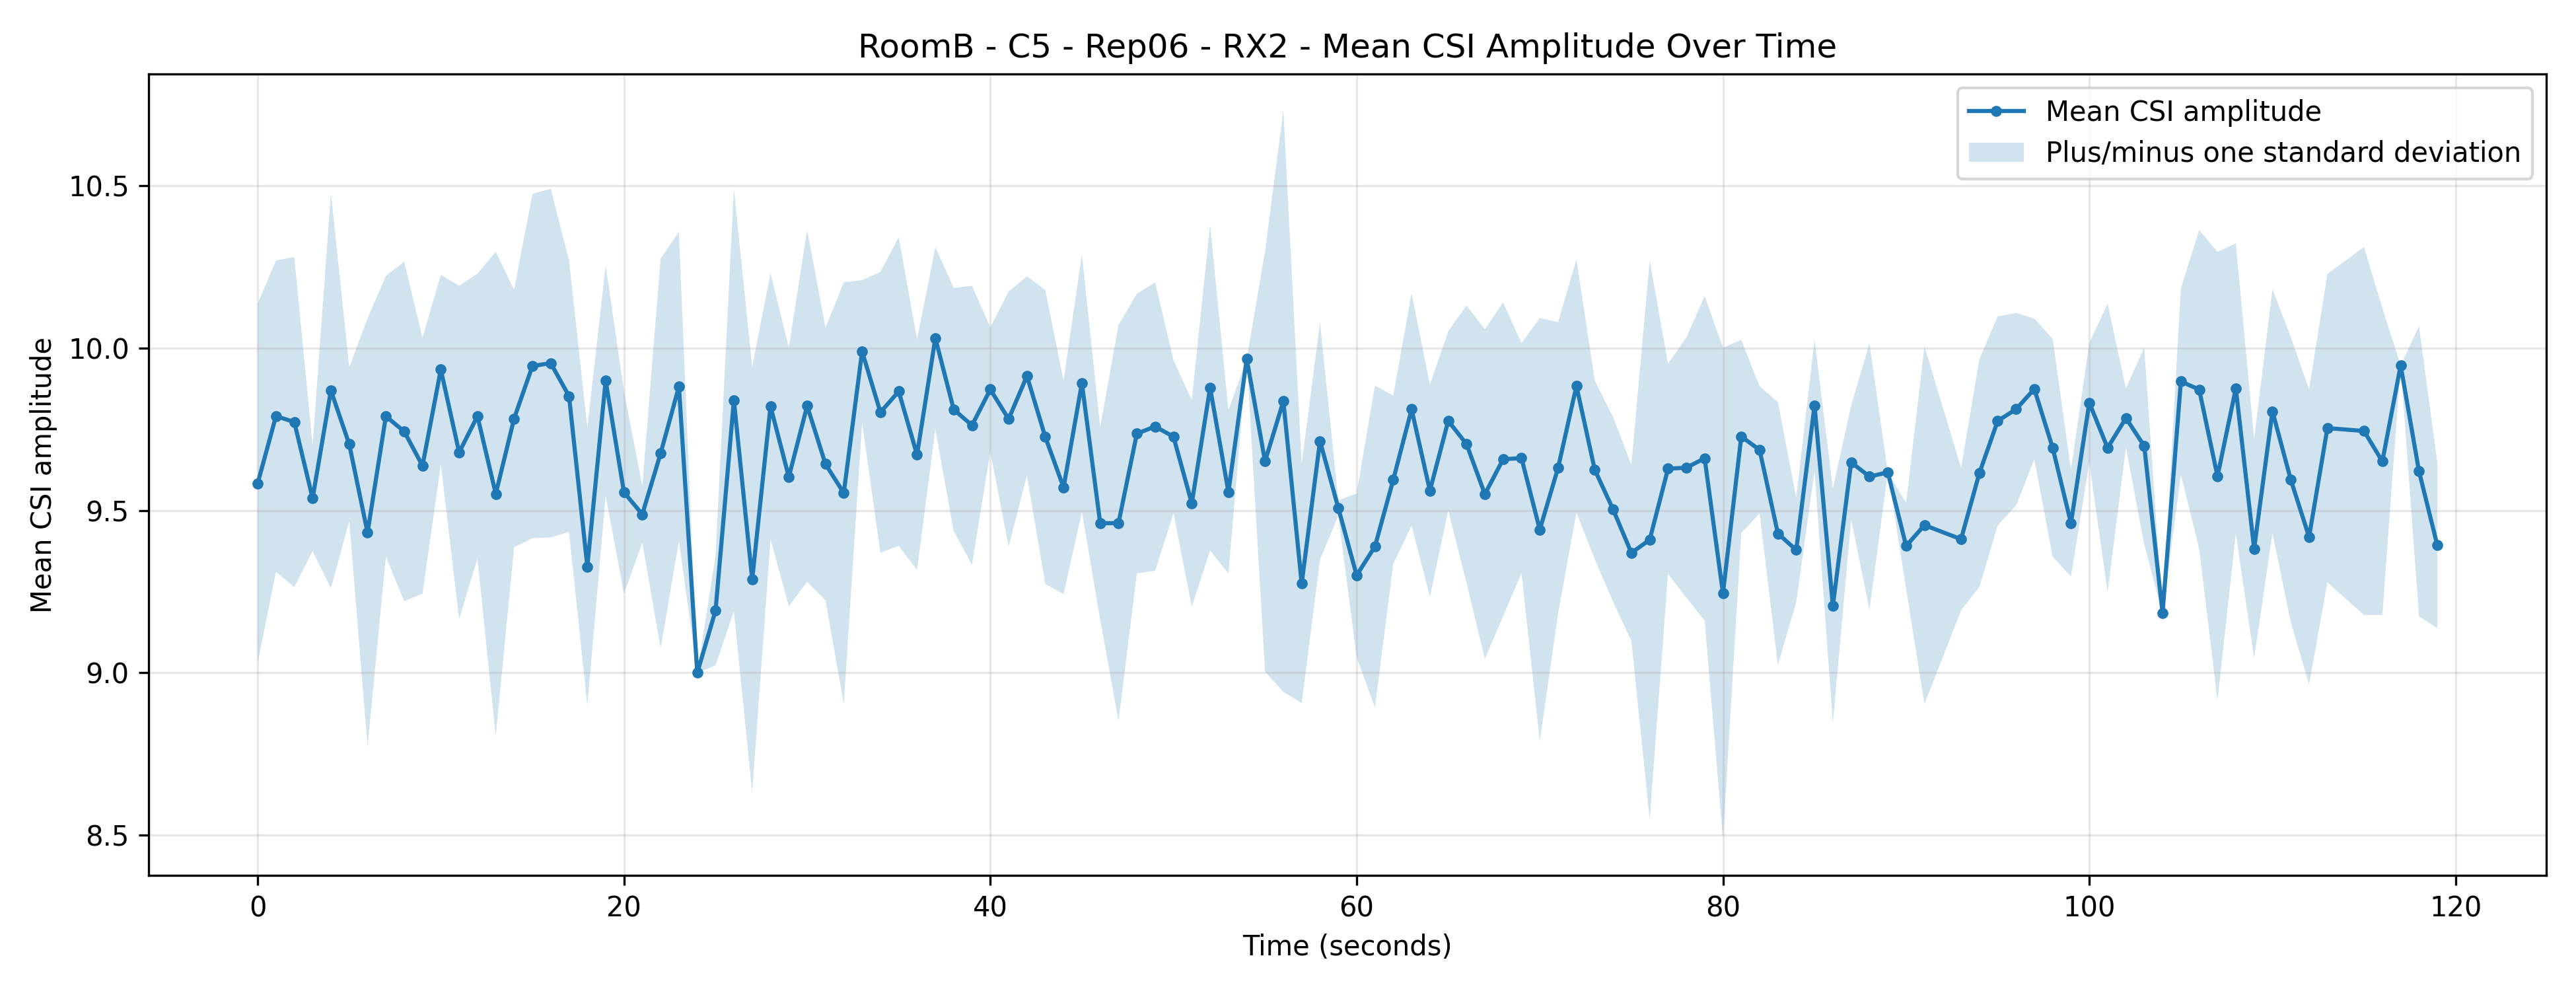 RoomB - C5 - Rep06 - RX2 - Mean CSI Amplitude Over Time
Mean CSI amplitude
Plus/minus one standard deviation
Mean CSI amplitude
10.5
10.0
9.5
9.0
8.5
0 20 40 60 80 100 120
Time (seconds)